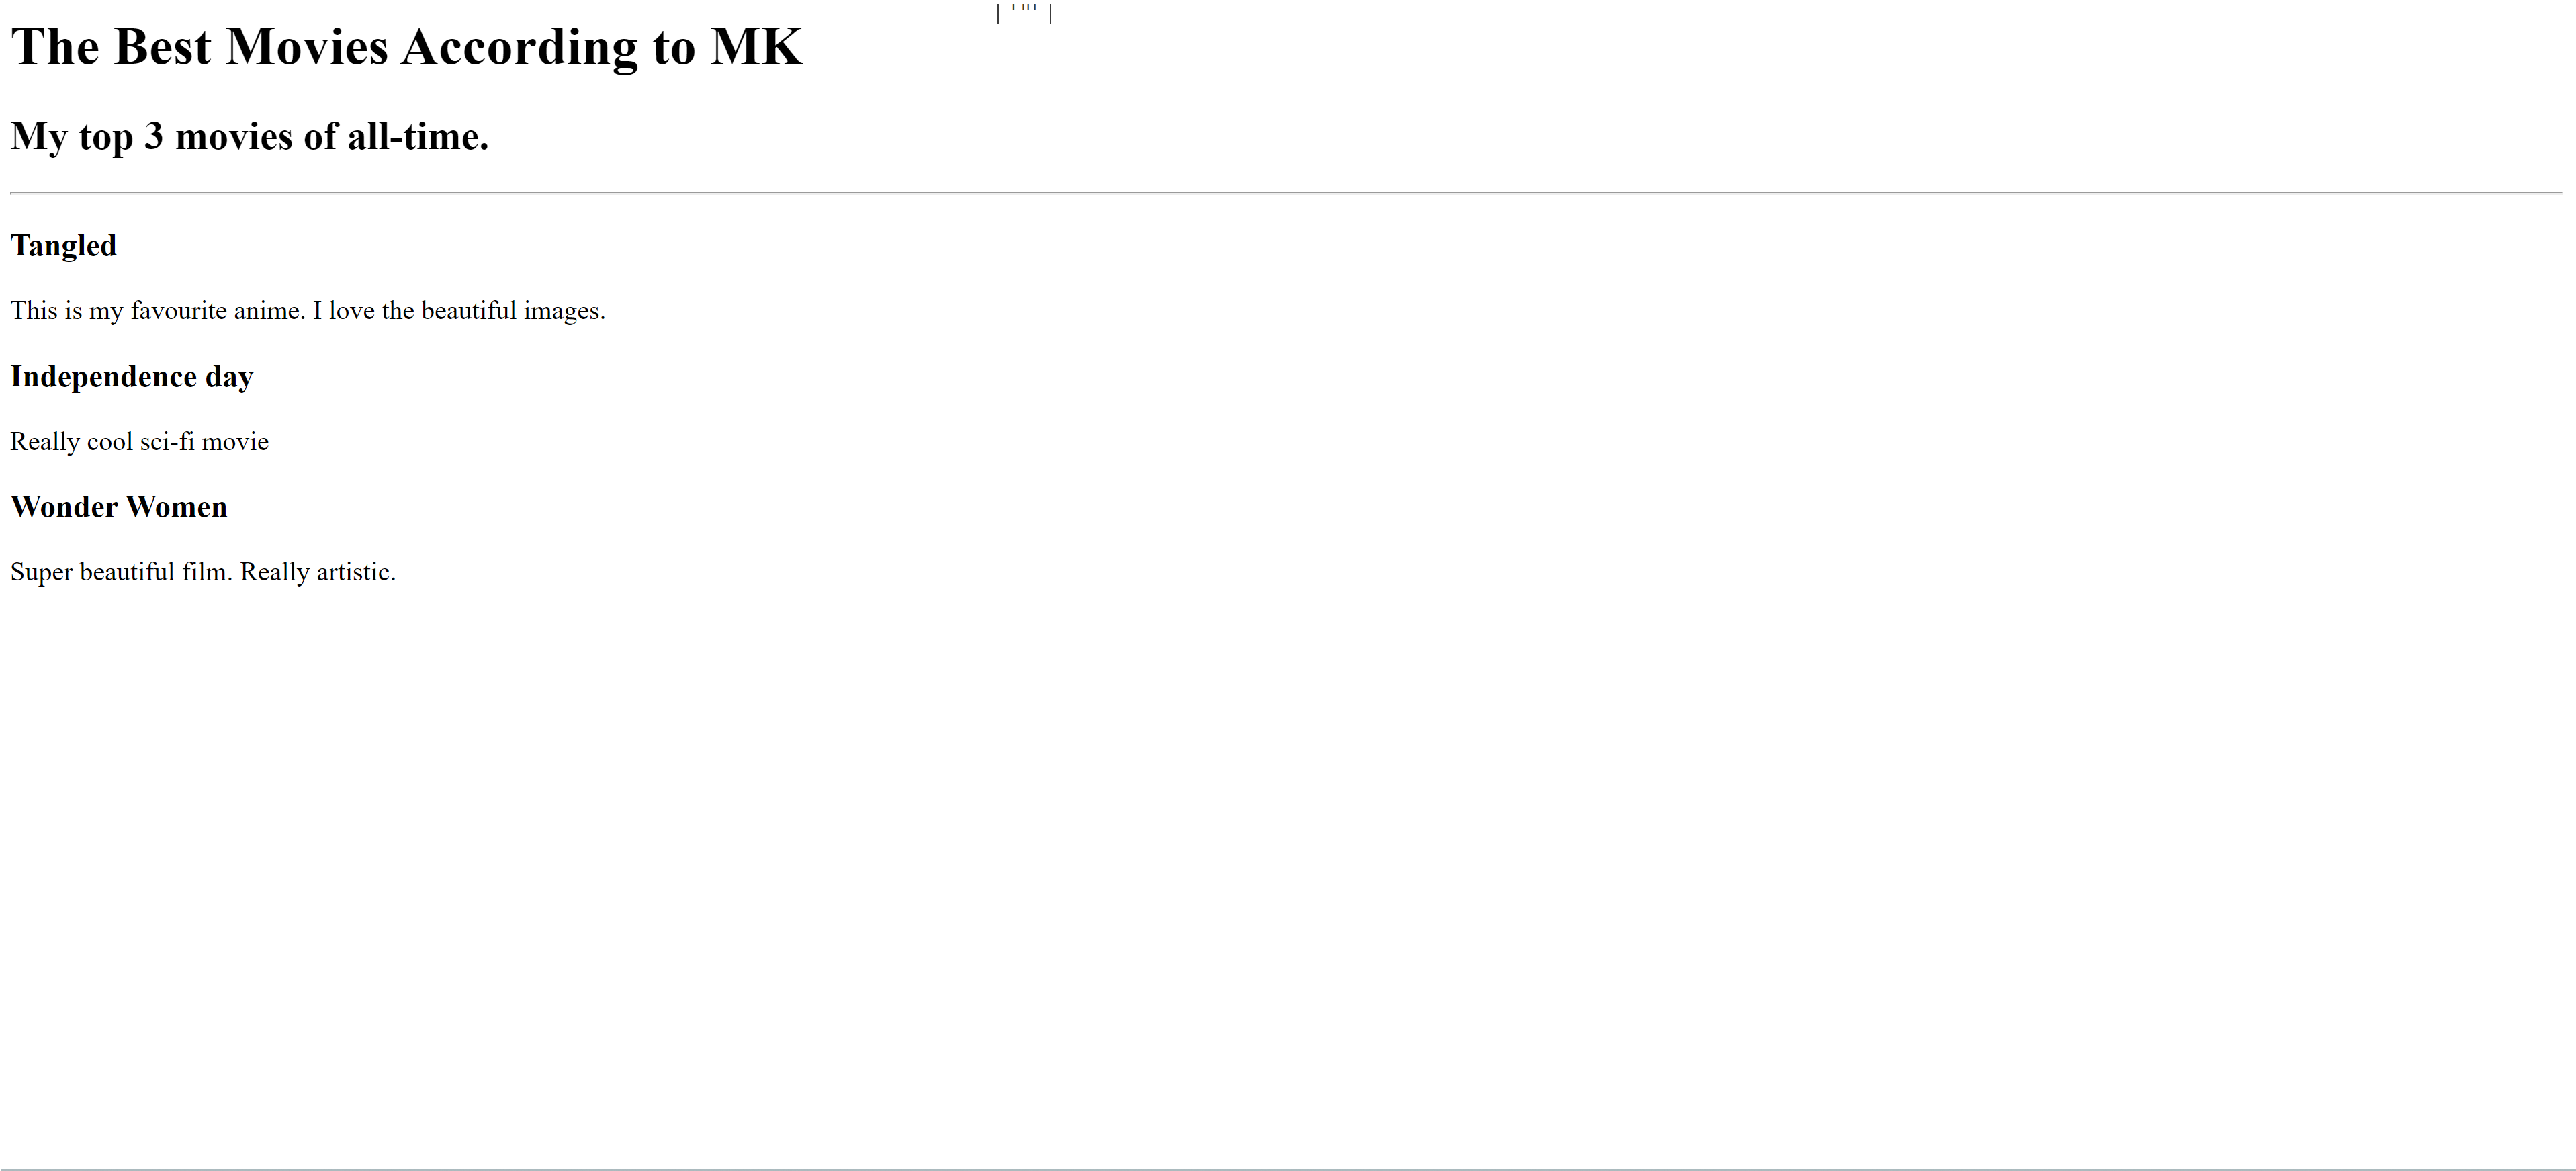 The Best Movies According to MK
My top 3 movies of all-time.
Tangled
This is my favourite anime. I love the beautiful images.
Independence day
Really cool sci-fi movie
Wonder Women
Super beautiful film. Really artistic.